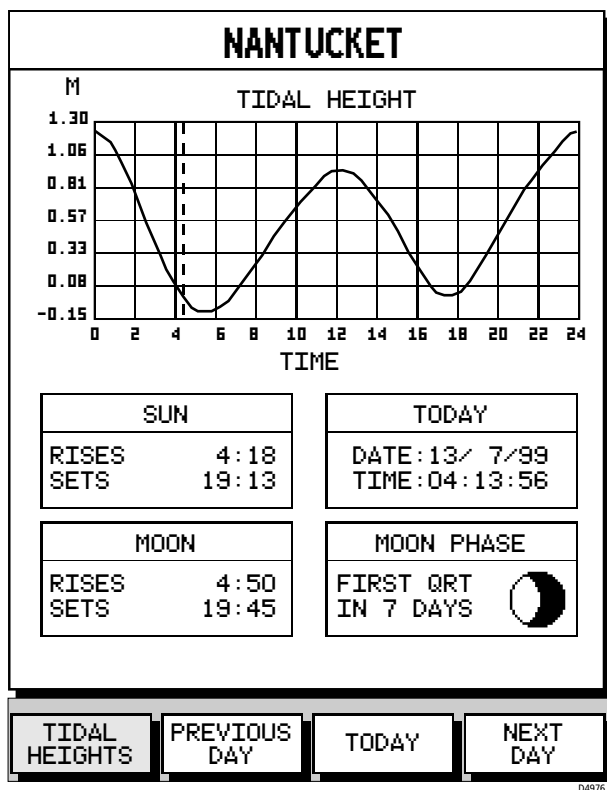 NANTUCKET
M
TIDAL HEIGHT
1.30
1.06
0.81
0.57
0.33
0.08
-0.15
0 2 4 6 8 10 12 14 16 18 20 22 24
TIME
SUN
RISES 4:18
SETS 19:13
TODAY
DATE:13/ 7/99
TIME:04:13:56
MOON
RISES 4:50
SETS 19:45
MOON PHASE
FIRST QRT
IN 7 DAYS
TIDAL
HEIGHTS
PREVIOUS
DAY
TODAY
NEXT
DAY
D4976